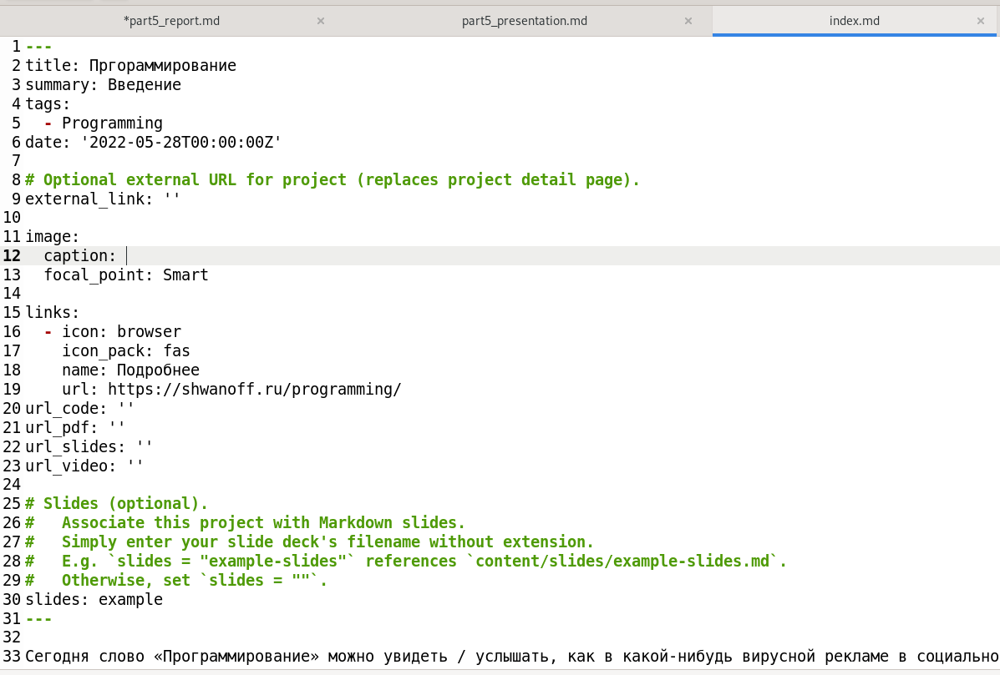 *part5_report.md × part5_presentation.md × index.md ×
1 ---
2 title: Пргораммирование
3 summary: Введение
4 tags:
5   - Programming
6 date: '2022-05-28T00:00:00Z'
7
8 # Optional external URL for project (replaces project detail page).
9 external_link: ''
10
11 image:
12   caption:
13   focal_point: Smart
14
15 links:
16   - icon: browser
17     icon_pack: fas
18     name: Подробнее
19     url: https://shwanoff.ru/programming/
20 url_code: ''
21 url_pdf: ''
22 url_slides: ''
23 url_video: ''
24
25 # Slides (optional).
26 #   Associate this project with Markdown slides.
27 #   Simply enter your slide deck's filename without extension.
28 #   E.g. `slides = "example-slides"` references `content/slides/example-slides.md`.
29 #   Otherwise, set `slides = ""`.
30 slides: example
31 ---
32
33 Сегодня слово «Программирование» можно увидеть / услышать, как в какой-нибудь вирусной рекламе в социально